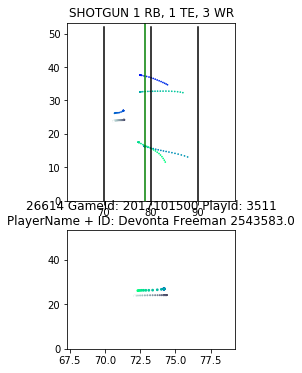 SHOTGUN 1 RB, 1 TE, 3 WR
50
40
30
20
10
0
70 80 90
26614 GameId: 2017101500 PlayId: 3511
PlayerName + ID: Devonta Freeman 2543583.0
40
20
0
67.5 70.0 72.5 75.0 77.5